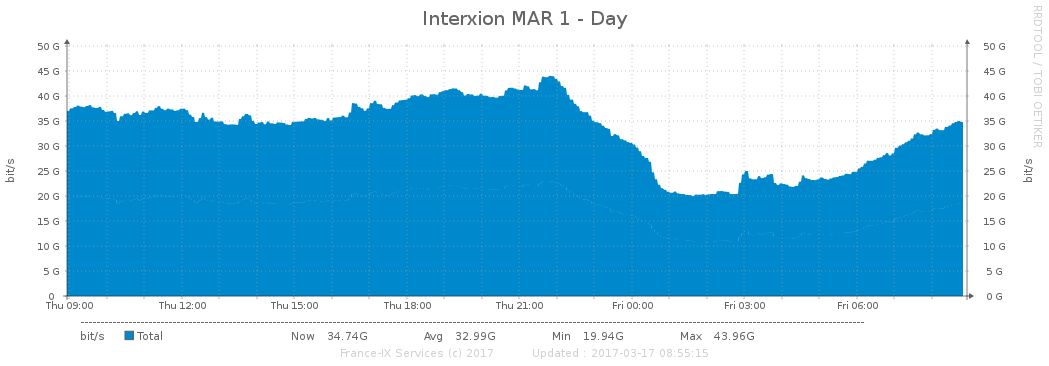 Interxion MAR 1 - Day
RRDTOOL / TOBI OETIKER
50 G 50 G
45 G 45 G
40 G 40 G
35 G 35 G
30 G 30 G
25 G 25 G
20 G 20 G
15 G 15 G
10 G 10 G
5 G 5 G
0 0 G
bit/s bit/s
Thu 09:00 Thu 12:00 Thu 15:00 Thu 18:00 Thu 21:00 Fri 00:00 Fri 03:00 Fri 06:00
bit/s Total Now 34.74G Avg 32.99G Min 19.94G Max 43.96G
France-IX Services (c) 2017 Updated : 2017-03-17 08:55:15